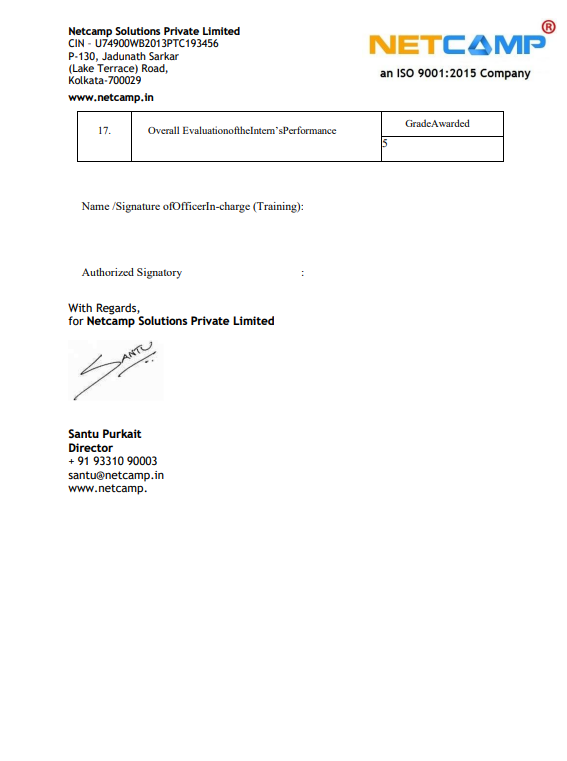 Netcamp Solutions Private Limited
CIN – U74900WB2013PTC193456
P-130, Jadunath Sarkar
(Lake Terrace) Road,
Kolkata-700029
www.netcamp.in
NETCAMP®
an ISO 9001:2015 Company
17.
Overall EvaluationoftheIntern'sPerformance
GradeAwarded
5
Name /Signature ofOfficerIn-charge (Training):
Authorized Signatory :
With Regards,
for Netcamp Solutions Private Limited
SANTU
Santu Purkait
Director
+ 91 93310 90003
santu@netcamp.in
www.netcamp.